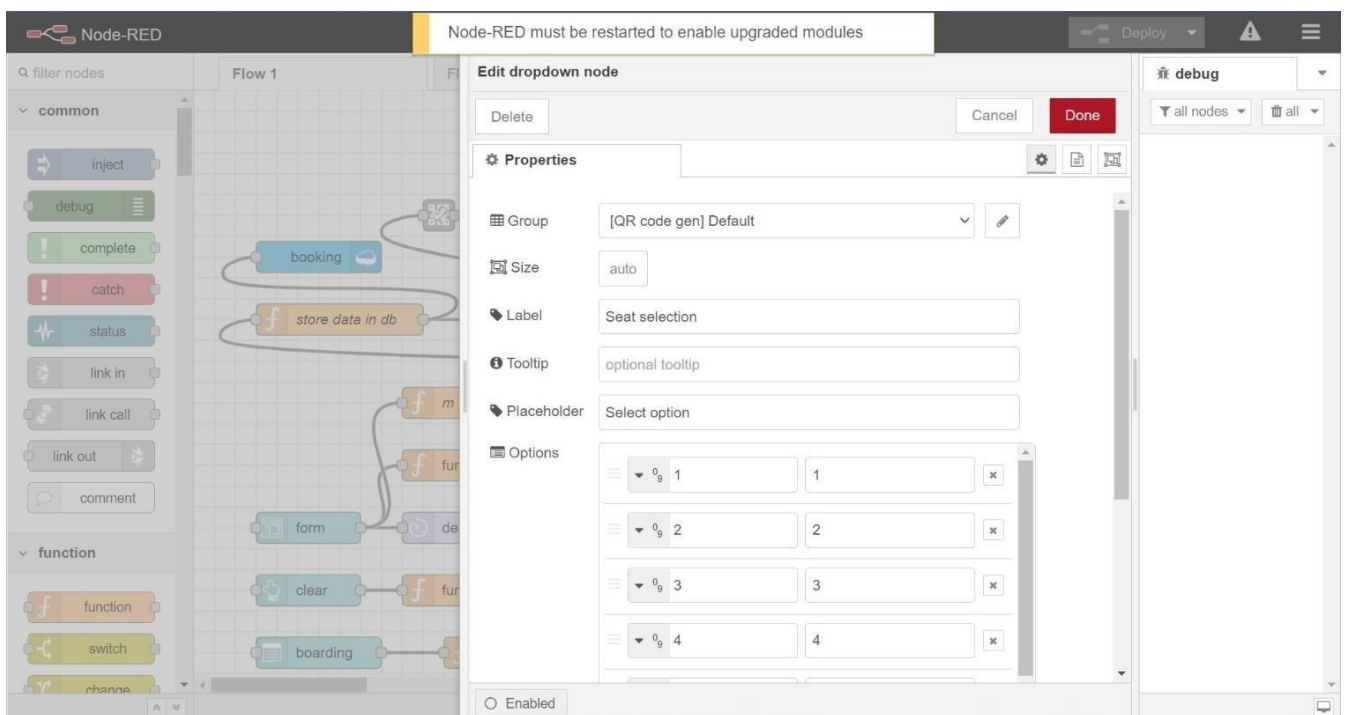 Node-RED
Node-RED must be restarted to enable upgraded modules
Deploy
filter nodes
common
inject
debug
complete
catch
status
link in
link call
link out
comment
function
function
switch
change
Flow 1
booking
store data in db
m
fun
form
de
clear
fun
boarding
Edit dropdown node
Delete
Cancel
Done
Properties
Group
[QR code gen] Default
Size
auto
Label
Seat selection
Tooltip
optional tooltip
Placeholder
Select option
Options
1 1
2 2
3 3
4 4
Enabled
debug
all nodes
all